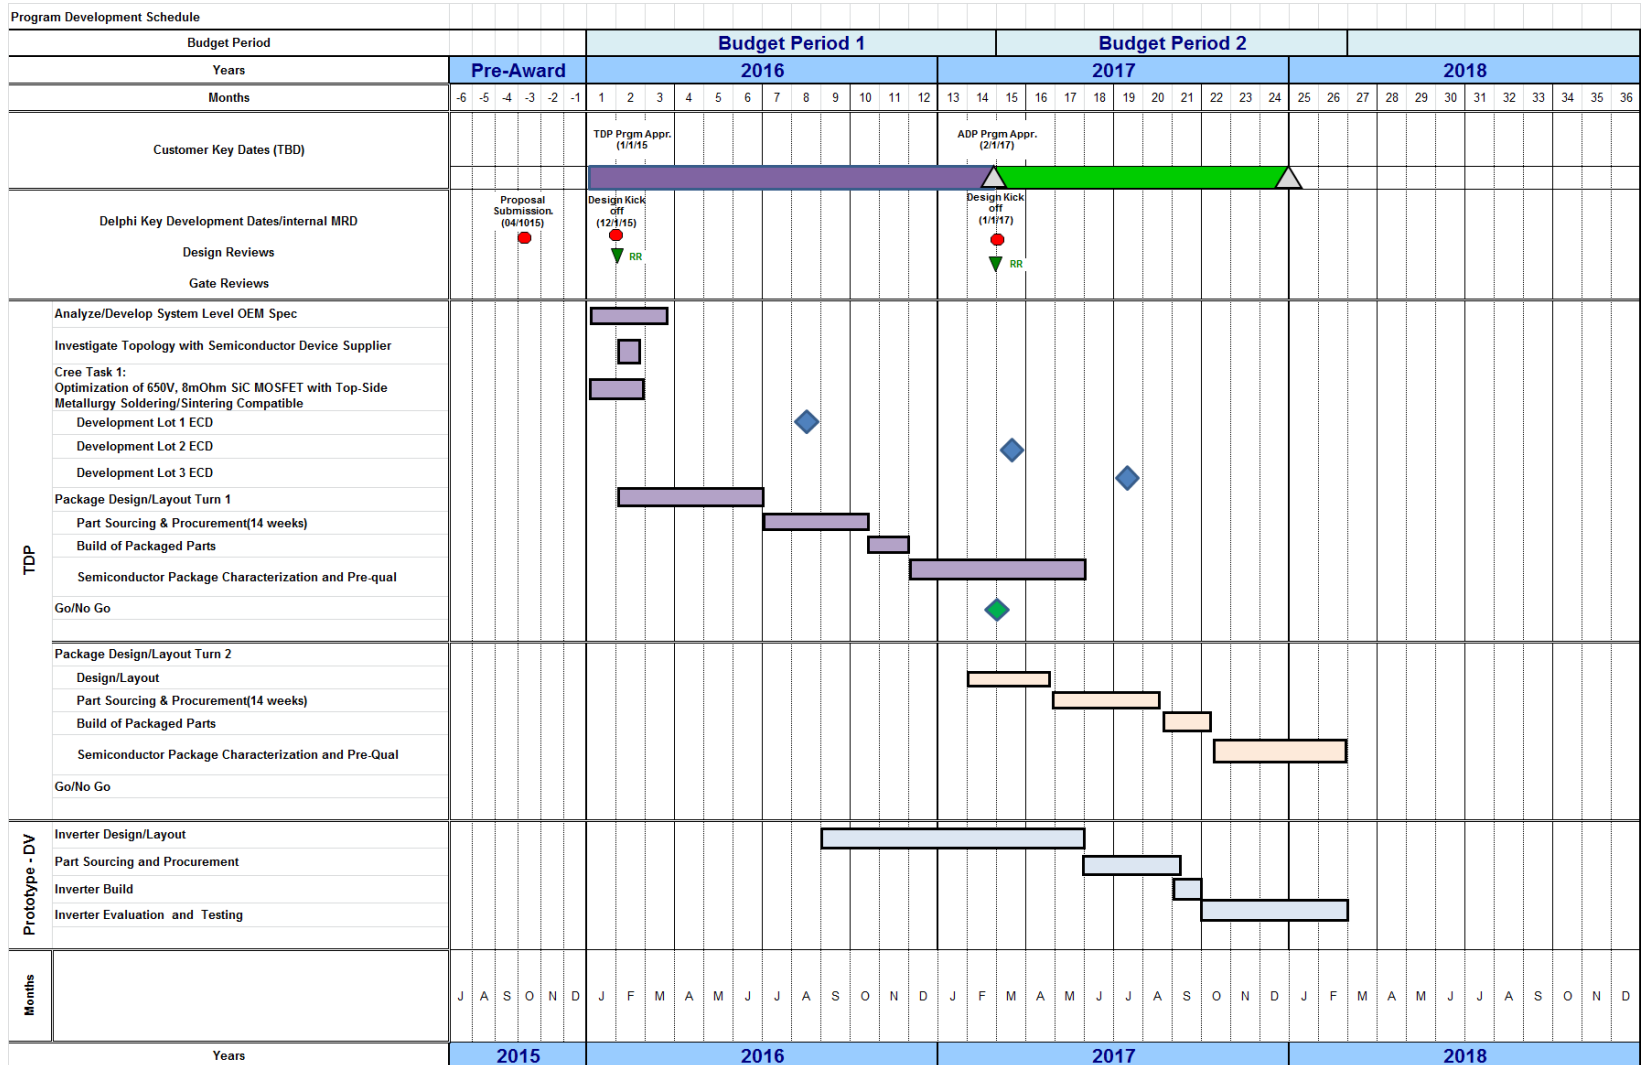 Program Development Schedule
Budget Period
Budget Period 1
Budget Period 2
Years
Pre-Award
2016
2017
2018
Months
-6 -5 -4 -3 -2 -1 1 2 3 4 5 6 7 8 9 10 11 12 13 14 15 16 17 18 19 20 21 22 23 24 25 26 27 28 29 30 31 32 33 34 35 36
Customer Key Dates (TBD)
TDP Prgm Appr.
(1/1/15
ADP Prgm Appr.
(2/1/17)
Delphi Key Development Dates/internal MRD
Design Reviews
Gate Reviews
Proposal
Submission.
(04/1015)
Design Kick
off
(12/1/15)
RR
Design Kick
off
(1/1/17)
RR
TDP
Analyze/Develop System Level OEM Spec
Investigate Topology with Semiconductor Device Supplier
Cree Task 1:
Optimization of 650V, 8mOhm SiC MOSFET with Top-Side
Metallurgy Soldering/Sintering Compatible
Development Lot 1 ECD
Development Lot 2 ECD
Development Lot 3 ECD
Package Design/Layout Turn 1
Part Sourcing & Procurement(14 weeks)
Build of Packaged Parts
Semiconductor Package Characterization and Pre-qual
Go/No Go
Package Design/Layout Turn 2
Design/Layout
Part Sourcing & Procurement(14 weeks)
Build of Packaged Parts
Semiconductor Package Characterization and Pre-Qual
Go/No Go
Prototype - DV
Inverter Design/Layout
Part Sourcing and Procurement
Inverter Build
Inverter Evaluation and Testing
Months
J A S O N D J F M A M J J A S O N D J F M A M J J A S O N D J F M A M J J A S O N D
Years
2015
2016
2017
2018